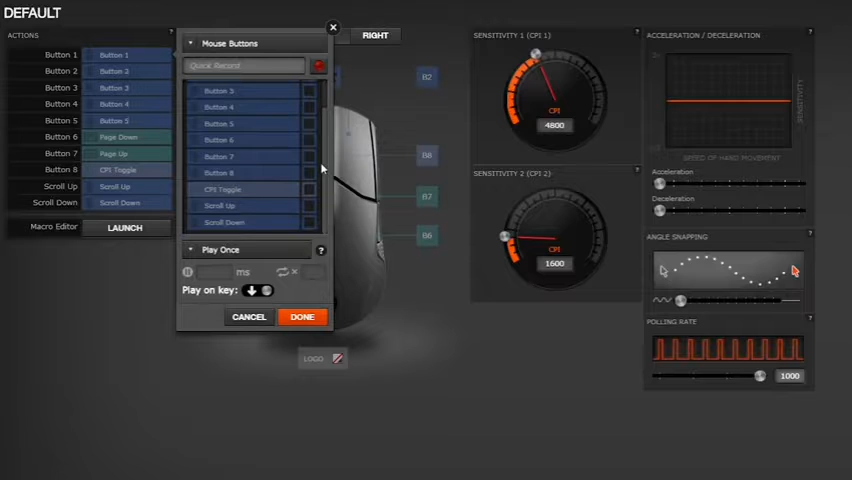 DEFAULT
ACTIONS
?
Button 1 Button 1
Button 2 Button 2
Button 3 Button 3
Button 4 Button 4
Button 5 Button 5
Button 6 Page Down
Button 7 Page Up
Button 8 CPI Toggle
Scroll Up Scroll Up
Scroll Down Scroll Down
Macro Editor LAUNCH
Mouse Buttons
Quick Record
Button 3
Button 4
Button 5
Button 6
Button 7
Button 8
CPI Toggle
Scroll Up
Scroll Down
Play Once ?
ms ×
Play on key:
CANCEL DONE
RIGHT
B2
B8
B7
B6
LOGO
SENSITIVITY 1 (CPI 1) ?
CPI
4800
SENSITIVITY 2 (CPI 2) ?
CPI
1600
ACCELERATION / DECELERATION ?
SENSITIVITY
SPEED OF HAND MOVEMENT
Acceleration
Deceleration
ANGLE SNAPPING ?
POLLING RATE ?
1000